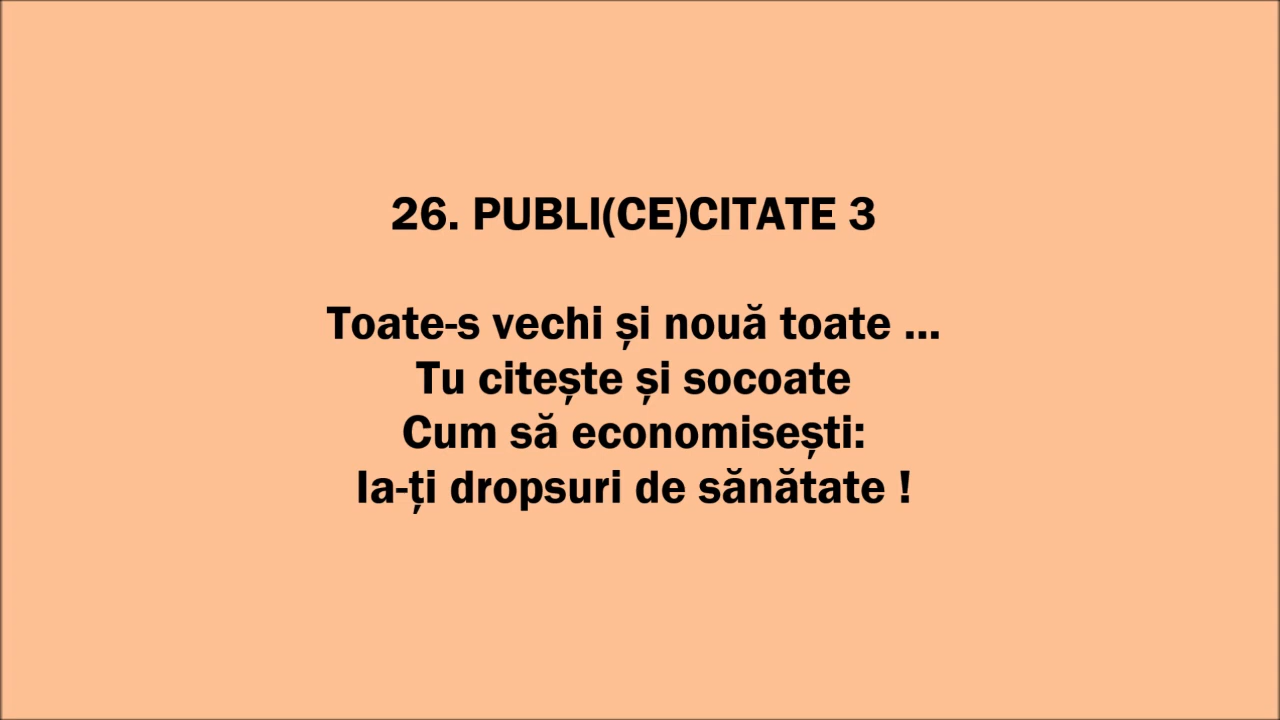 26. PUBLI(CE)CITATE 3
Toate-s vechi și nouă toate ...
Tu citește și socoate
Cum să economisești:
Ia-ți dropsuri de sănătate !